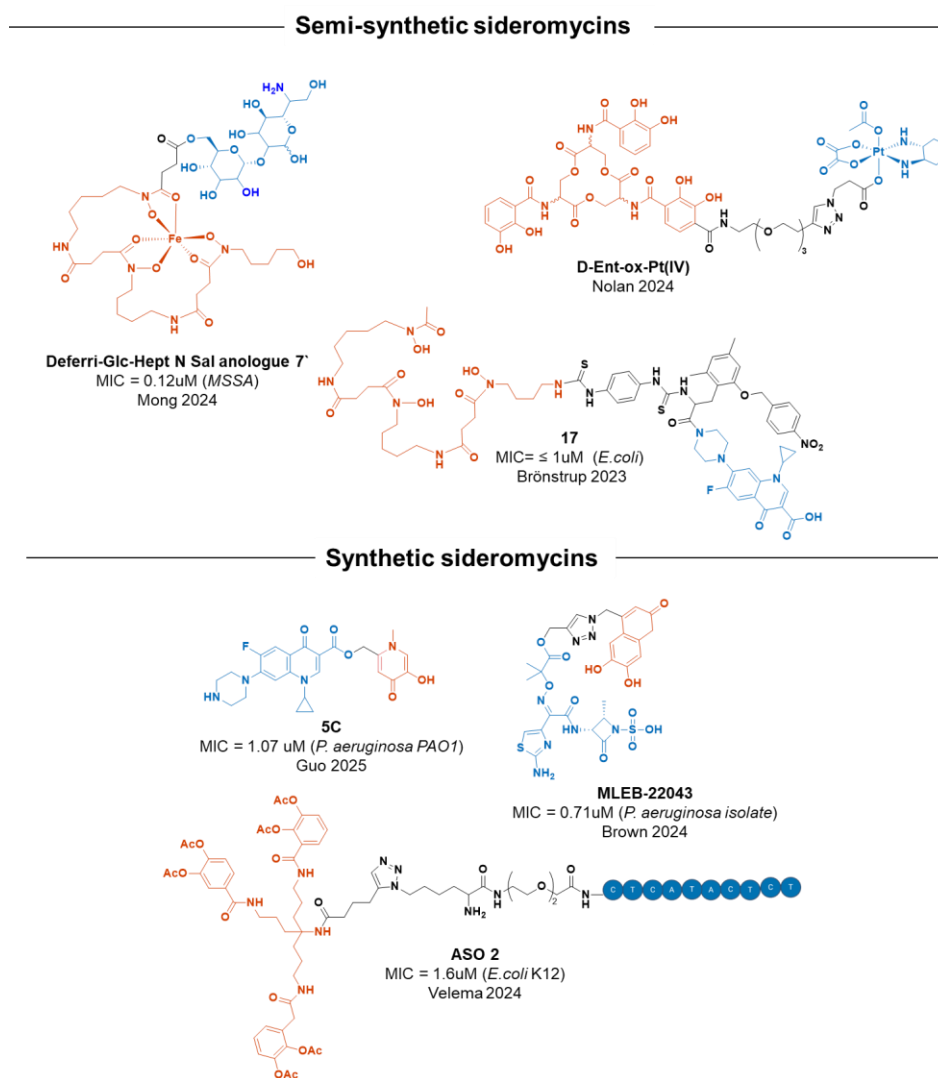 Semi-synthetic sideromycins
D-Ent-ox-Pt(IV)
Nolan 2024
Deferri-Glc-Hept N Sal anologue 7`
MIC = 0.12uM (MSSA)
Mong 2024
17
MIC= ≤ 1uM (E.coli)
Brönstrup 2023
Synthetic sideromycins
5C
MIC = 1.07 uM (P. aeruginosa PAO1)
Guo 2025
MLEB-22043
MIC = 0.71uM (P. aeruginosa isolate)
Brown 2024
C T C A T A C T C T
ASO 2
MIC = 1.6uM (E.coli K12)
Velema 2024